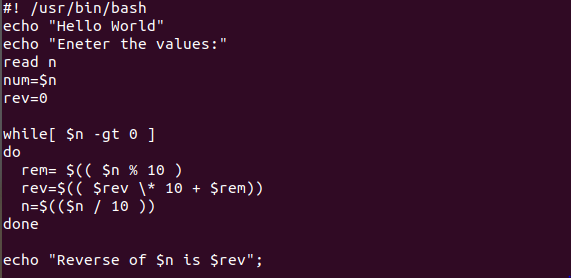 #! /usr/bin/bash
echo "Hello World"
echo "Eneter the values:"
read n
num=$n
rev=0

while[ $n -gt 0 ]
do
  rem= $(( $n % 10 )
  rev=$(( $rev \* 10 + $rem))
  n=$(($n / 10 ))
done

echo "Reverse of $n is $rev";